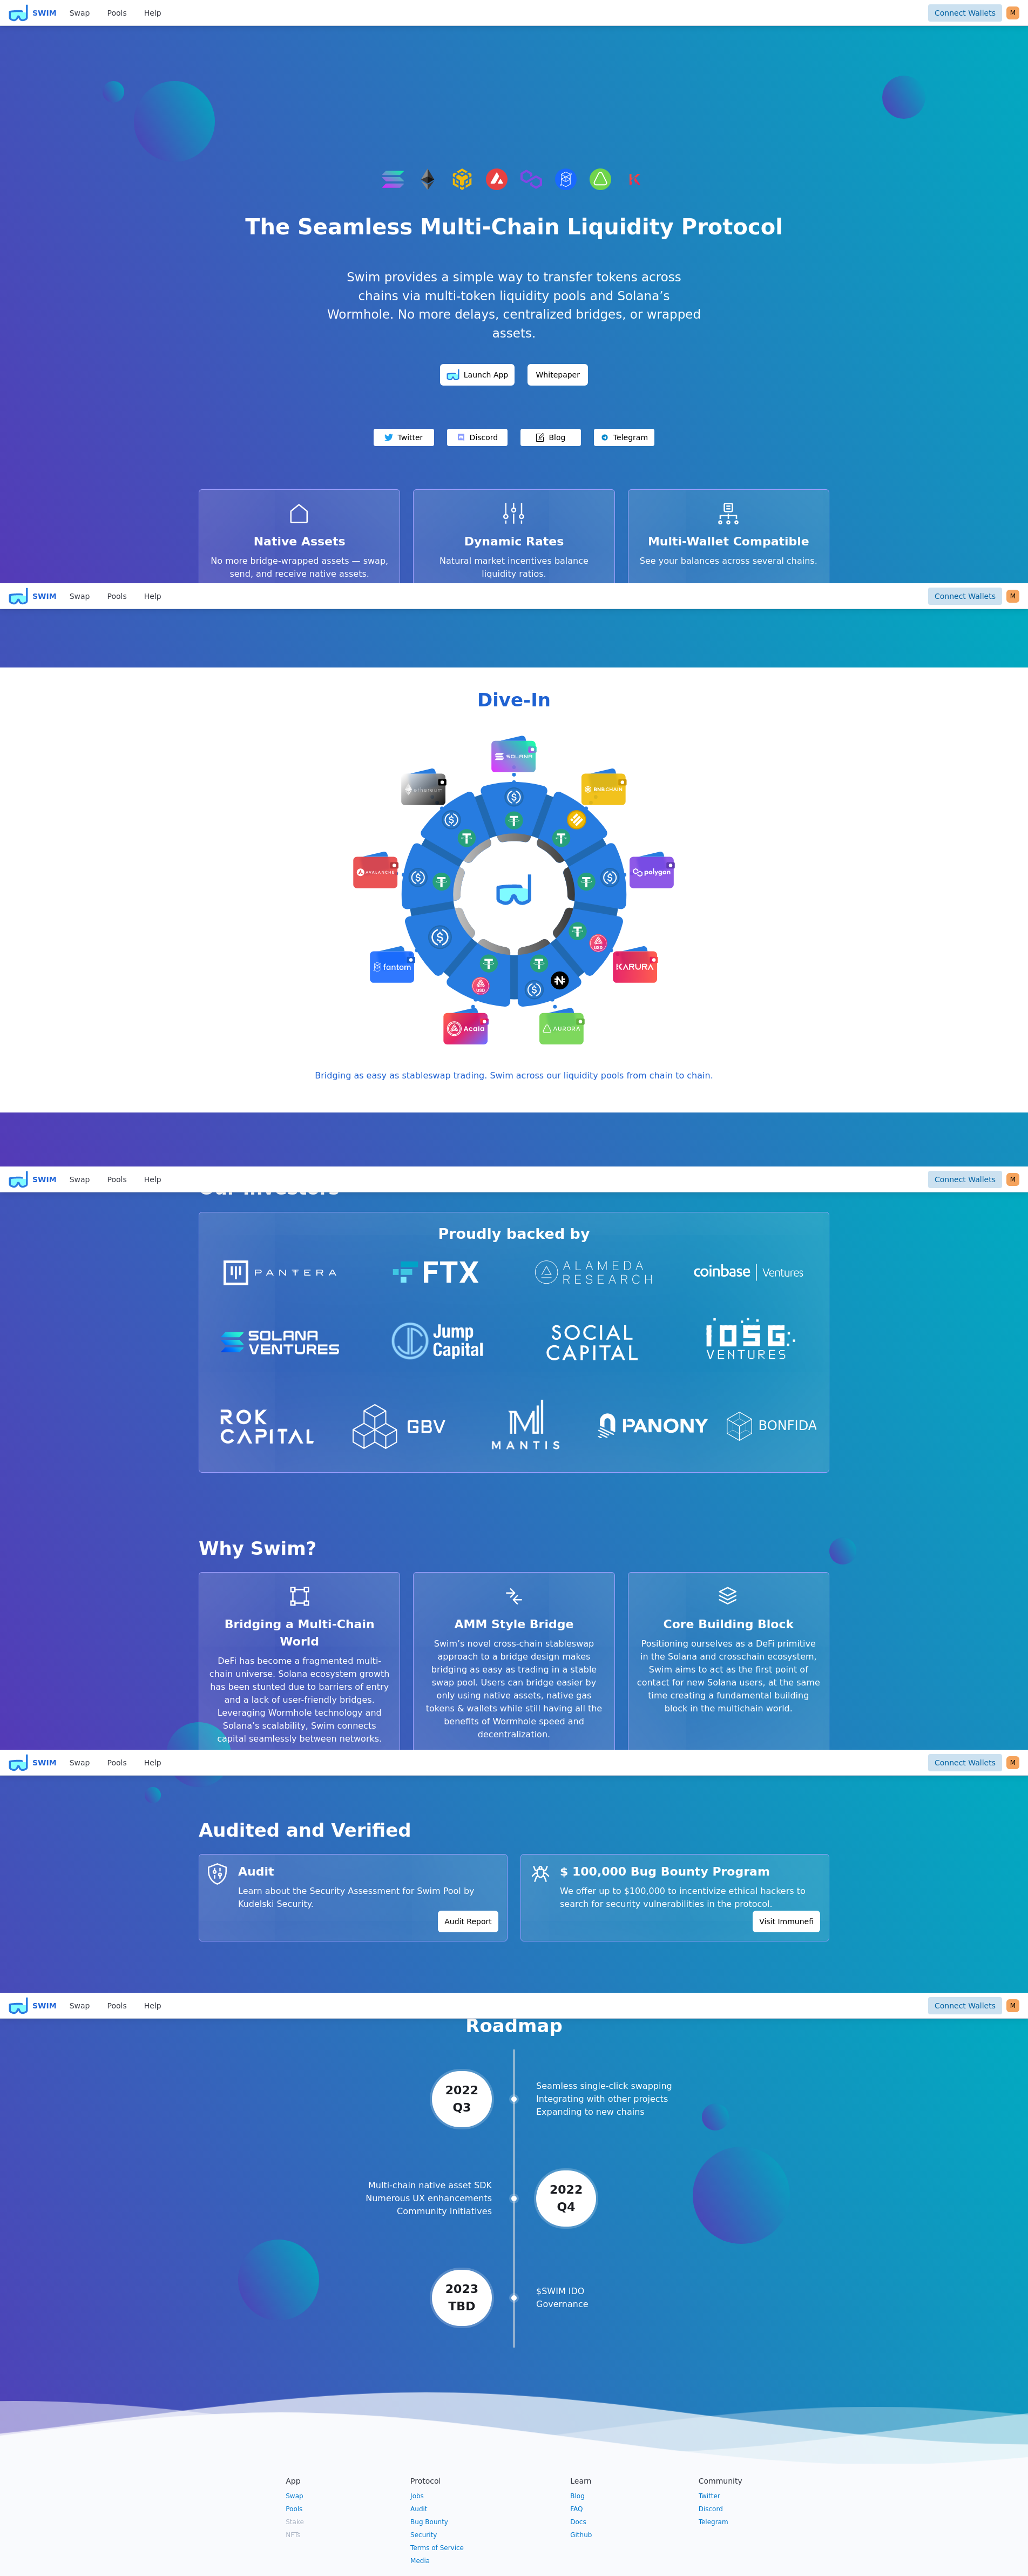 SWIM Swap Pools Help Connect Wallets M
The Seamless Multi-Chain Liquidity Protocol
Swim provides a simple way to transfer tokens across
chains via multi-token liquidity pools and Solana’s
Wormhole. No more delays, centralized bridges, or wrapped
assets.
Launch App Whitepaper
Twitter Discord Blog Telegram
Native Assets
No more bridge-wrapped assets — swap,
send, and receive native assets.
Dynamic Rates
Natural market incentives balance
liquidity ratios.
Multi-Wallet Compatible
See your balances across several chains.
SWIM Swap Pools Help Connect Wallets M
Dive-In
SOLANA
ethereum
BNB CHAIN
AVALANCHE
polygon
USD
fantom
KARURA
USD
Acala
AURORA
Bridging as easy as stableswap trading. Swim across our liquidity pools from chain to chain.
SWIM Swap Pools Help Connect Wallets M
Our Investors
Proudly backed by
PANTERA
FTX
ALAMEDA
RESEARCH
coinbase | Ventures
SOLANA
VENTURES
Jump
Capital
SOCIAL
CAPITAL
IOSG
VENTURES
ROK
CAPITAL
GBV
MANTIS
PANONY
BONFIDA
Why Swim?
Bridging a Multi-Chain
World
DeFi has become a fragmented multi-
chain universe. Solana ecosystem growth
has been stunted due to barriers of entry
and a lack of user-friendly bridges.
Leveraging Wormhole technology and
Solana’s scalability, Swim connects
capital seamlessly between networks.
AMM Style Bridge
Swim’s novel cross-chain stableswap
approach to a bridge design makes
bridging as easy as trading in a stable
swap pool. Users can bridge easier by
only using native assets, native gas
tokens & wallets while still having all the
benefits of Wormhole speed and
decentralization.
Core Building Block
Positioning ourselves as a DeFi primitive
in the Solana and crosschain ecosystem,
Swim aims to act as the first point of
contact for new Solana users, at the same
time creating a fundamental building
block in the multichain world.
SWIM Swap Pools Help Connect Wallets M
Audited and Verified
Audit
Learn about the Security Assessment for Swim Pool by
Kudelski Security.
Audit Report
$ 100,000 Bug Bounty Program
We offer up to $100,000 to incentivize ethical hackers to
search for security vulnerabilities in the protocol.
Visit Immunefi
SWIM Swap Pools Help Connect Wallets M
Roadmap
2022
Q3
Seamless single-click swapping
Integrating with other projects
Expanding to new chains
Multi-chain native asset SDK
Numerous UX enhancements
Community Initiatives
2022
Q4
2023
TBD
$SWIM IDO
Governance
App
Swap
Pools
Stake
NFTs
Protocol
Jobs
Audit
Bug Bounty
Security
Terms of Service
Media
Learn
Blog
FAQ
Docs
Github
Community
Twitter
Discord
Telegram